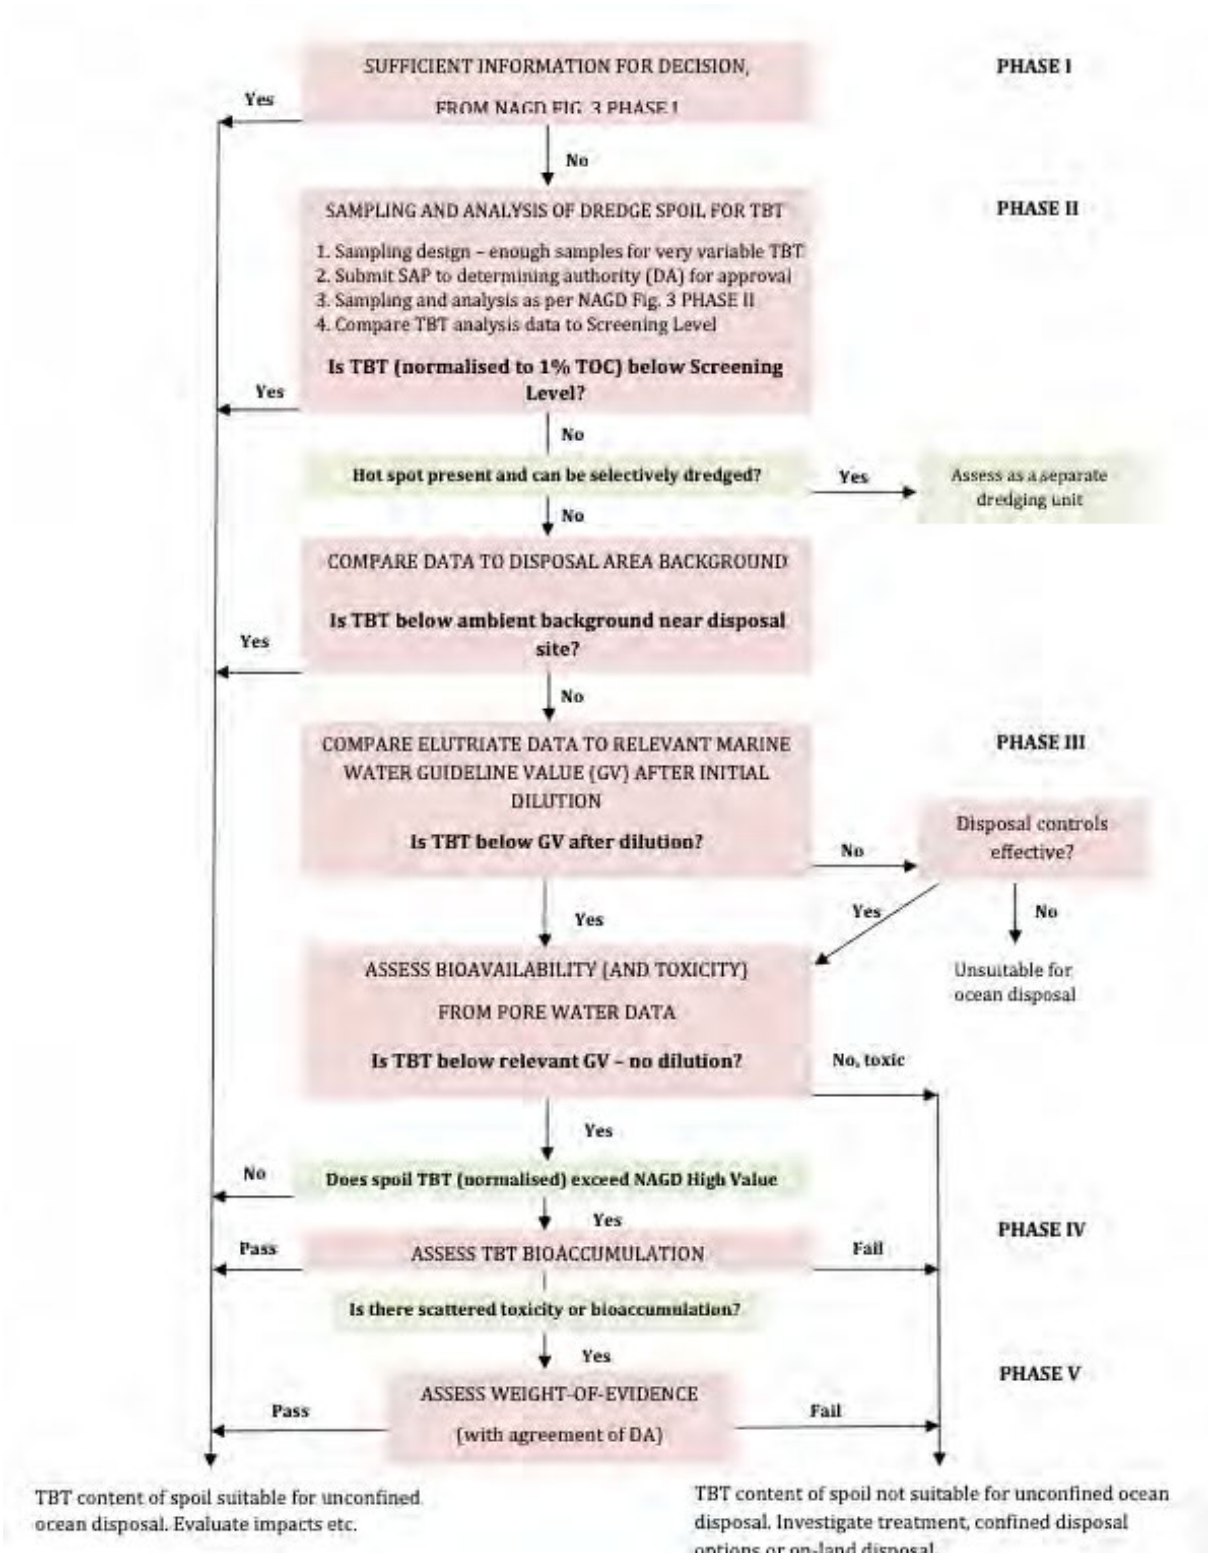 SUFFICIENT INFORMATION FOR DECISION,
PHASE I
Yes
FROM NAGD FIG. 3 PHASE I
No
SAMPLING AND ANALYSIS OF DREDGE SPOIL FOR TBT
PHASE II
1. Sampling design – enough samples for very variable TBT
2. Submit SAP to determining authority (DA) for approval
3. Sampling and analysis as per NAGD Fig. 3 PHASE II
4. Compare TBT analysis data to Screening Level
Is TBT (normalised to 1% TOC) below Screening
Level?
Yes
No
Hot spot present and can be selectively dredged?
Yes
Assess as a separate
dredging unit
No
COMPARE DATA TO DISPOSAL AREA BACKGROUND
Is TBT below ambient background near disposal
site?
Yes
No
COMPARE ELUTRIATE DATA TO RELEVANT MARINE
WATER GUIDELINE VALUE (GV) AFTER INITIAL
DILUTION
PHASE III
Is TBT below GV after dilution?
No
Disposal controls
effective?
Yes
Yes
No
ASSESS BIOAVAILABILITY (AND TOXICITY)
FROM PORE WATER DATA
Unsuitable for
ocean disposal
Is TBT below relevant GV – no dilution?
No, toxic
Yes
No
Does spoil TBT (normalised) exceed NAGD High Value
Yes
PHASE IV
Pass
ASSESS TBT BIOACCUMULATION
Fail
Is there scattered toxicity or bioaccumulation?
Yes
PHASE V
Pass
ASSESS WEIGHT-OF-EVIDENCE
(with agreement of DA)
Fail
TBT content of spoil suitable for unconfined
ocean disposal. Evaluate impacts etc.
TBT content of spoil not suitable for unconfined ocean
disposal. Investigate treatment, confined disposal
options or on-land disposal